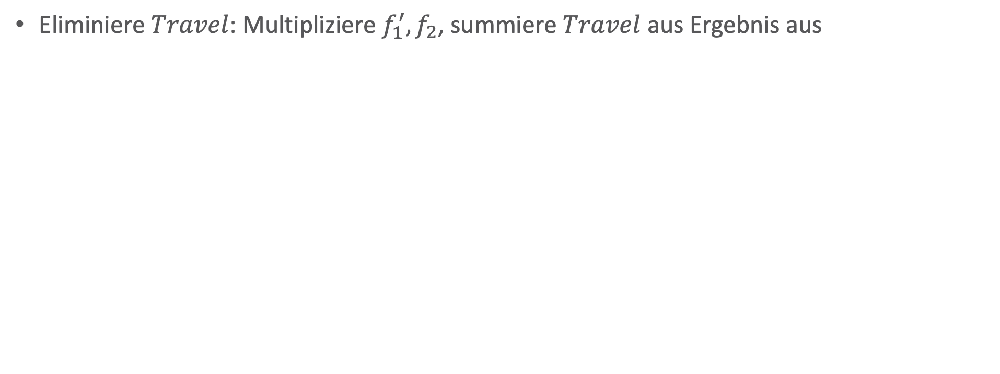 • Eliminiere Travel: Multipliziere f₁′, f₂, summiere Travel aus Ergebnis aus